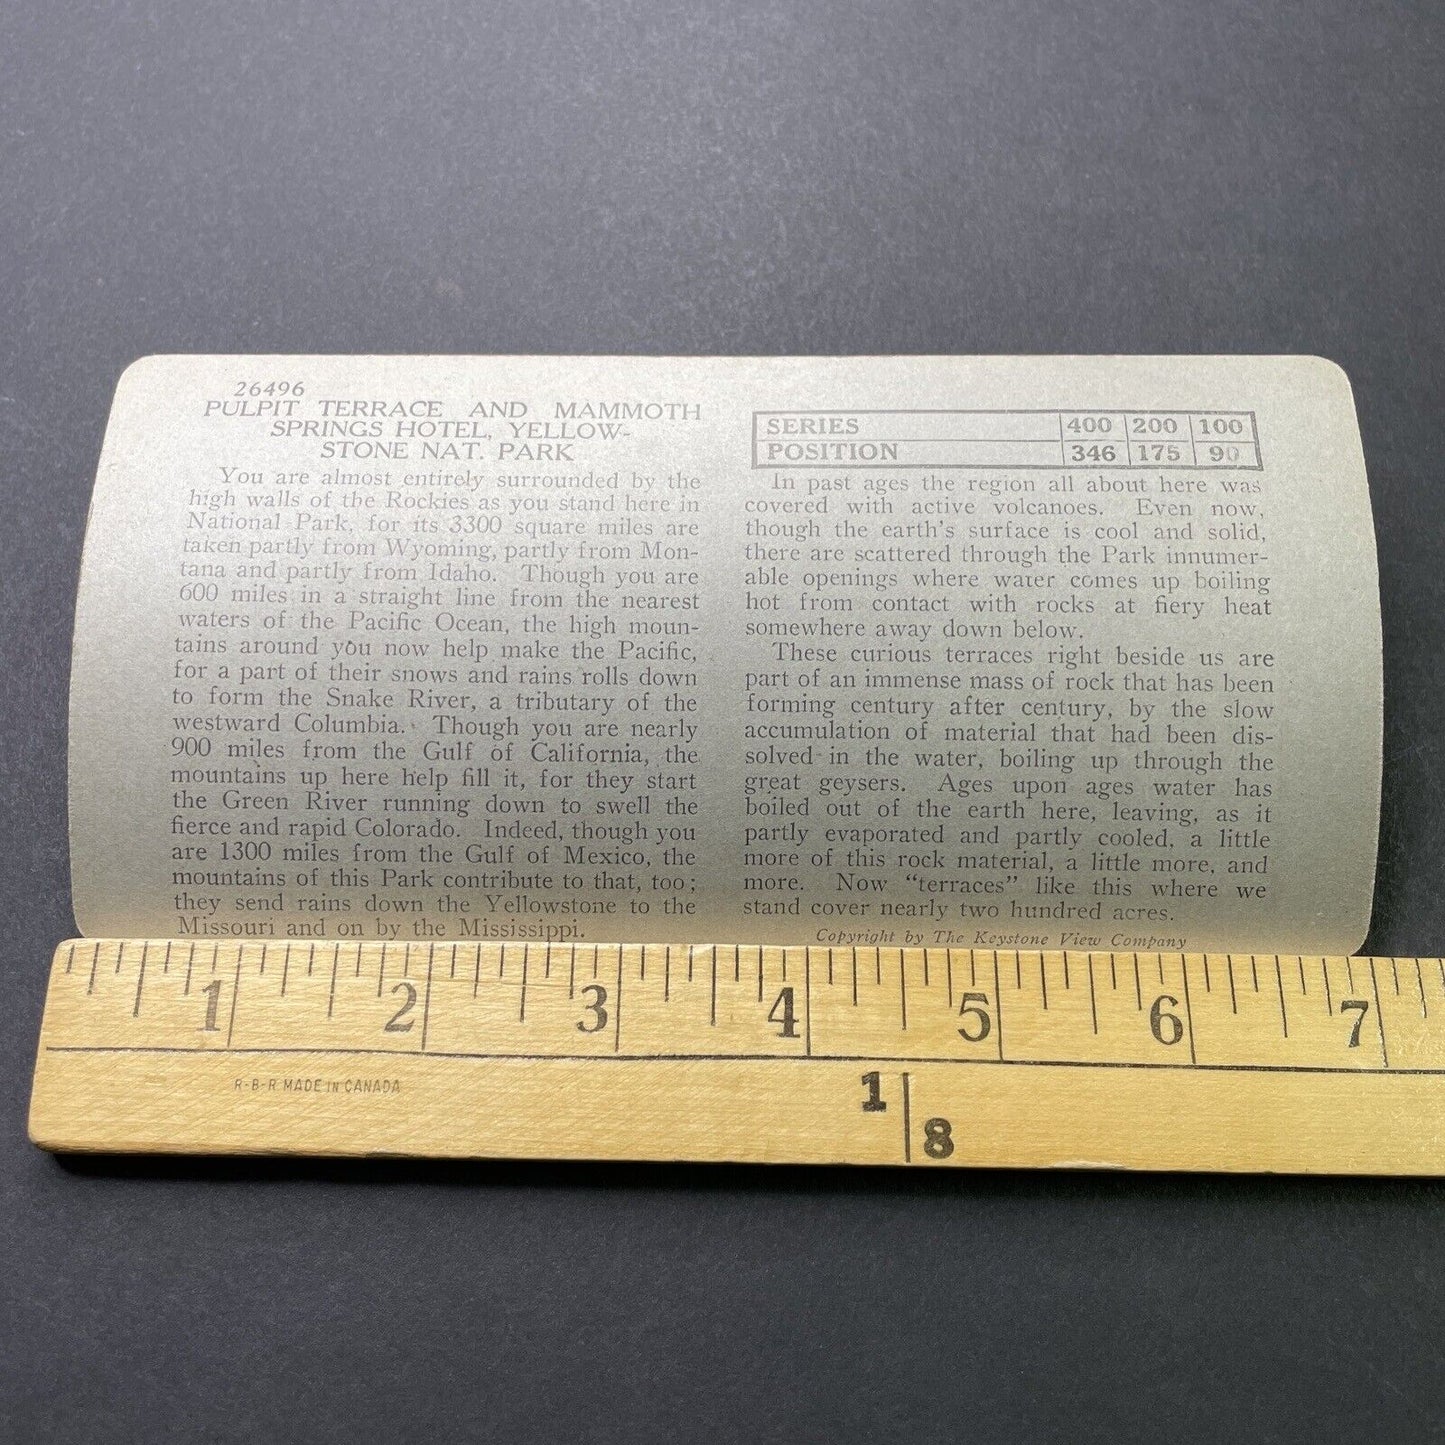 26496
PULPIT TERRACE AND MAMMOTH
SPRINGS HOTEL, YELLOW-
STONE NAT. PARK
You are almost entirely surrounded by the
high walls of the Rockies as you stand here in
National Park, for its 3300 square miles are
taken partly from Wyoming, partly from Mon-
tana and partly from Idaho. Though you are
600 miles in a straight line from the nearest
waters of the Pacific Ocean, the high moun-
tains around you now help make the Pacific,
for a part of their snows and rains rolls down
to form the Snake River, a tributary of the
westward Columbia. Though you are nearly
900 miles from the Gulf of California, the
mountains up here help fill it, for they start
the Green River running down to swell the
fierce and rapid Colorado. Indeed, though you
are 1300 miles from the Gulf of Mexico, the
mountains of this Park contribute to that, too;
they send rains down the Yellowstone to the
Missouri and on by the Mississippi.
SERIES 400 200 100
POSITION 346 175 90
In past ages the region all about here was
covered with active volcanoes. Even now,
though the earth's surface is cool and solid,
there are scattered through the Park innumer-
able openings where water comes up boiling
hot from contact with rocks at fiery heat
somewhere away down below.
These curious terraces right beside us are
part of an immense mass of rock that has been
forming century after century, by the slow
accumulation of material that had been dis-
solved in the water, boiling up through the
great geysers. Ages upon ages water has
boiled out of the earth here, leaving, as it
partly evaporated and partly cooled, a little
more of this rock material, a little more, and
more. Now "terraces" like this where we
stand cover nearly two hundred acres.
Copyright by The Keystone View Company
1 2 3 4 5 6 7
R-B-R MADE IN CANADA
1
8